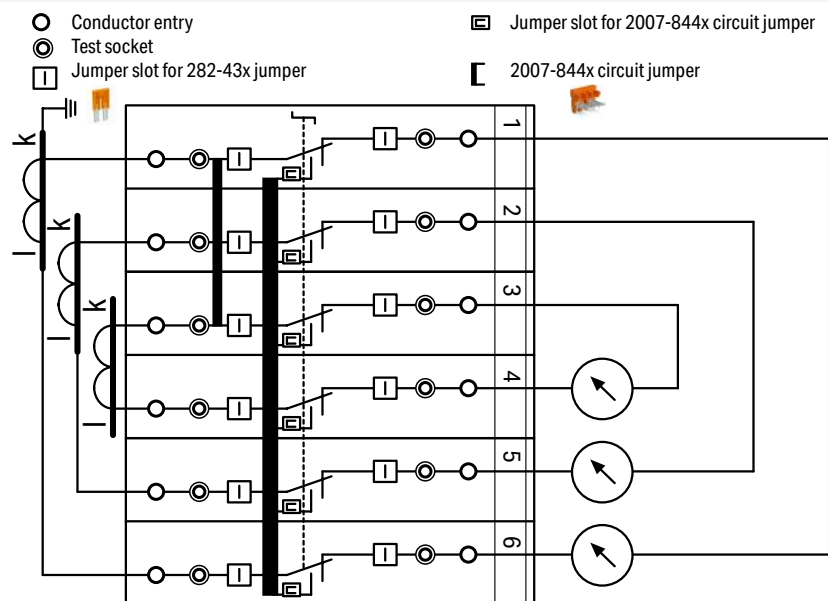 Conductor entry
Test socket
Jumper slot for 282-43x jumper
Jumper slot for 2007-844x circuit jumper
2007-844x circuit jumper
k
l
k
l
k
l
1
2
3
4
5
6